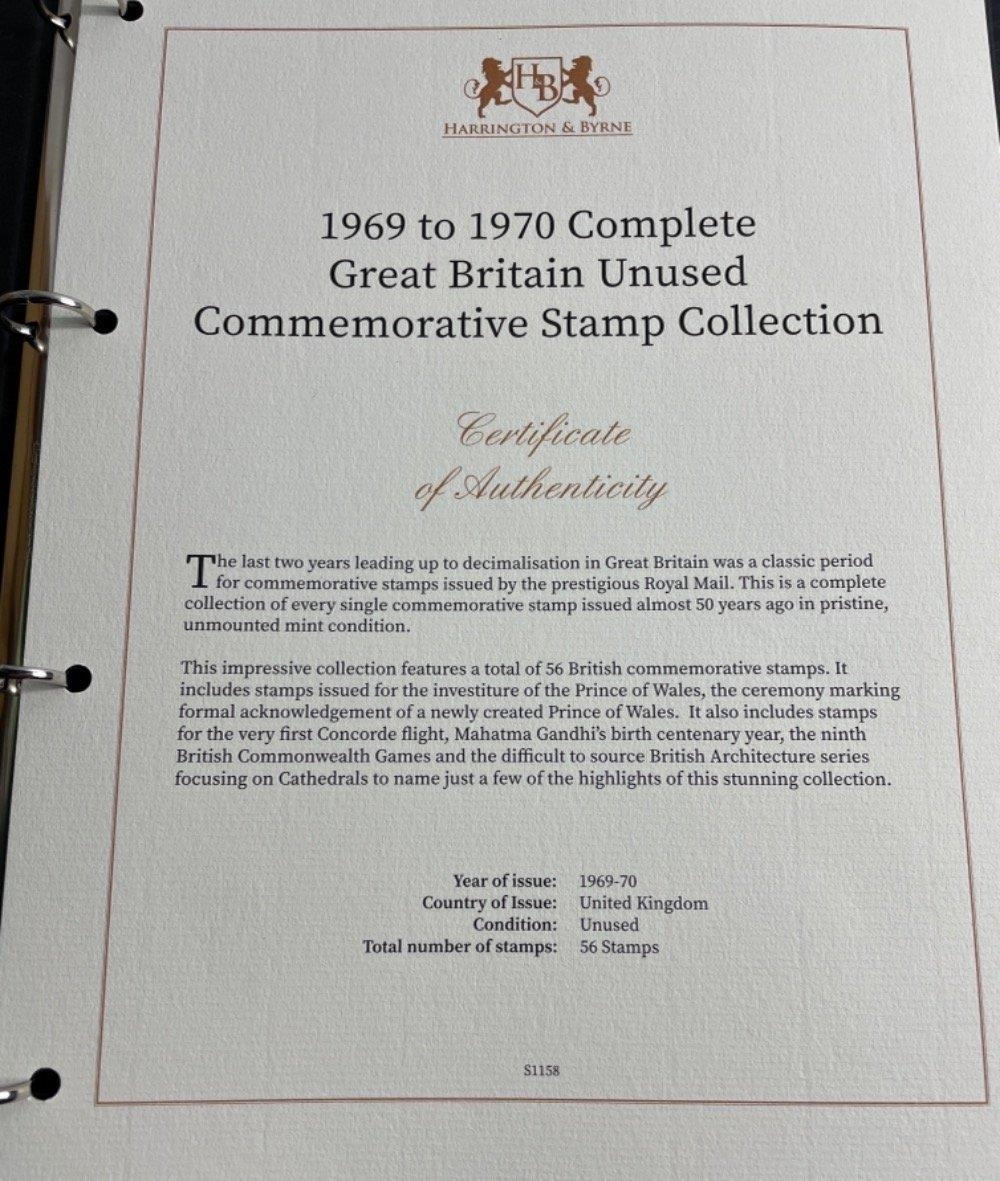 HB
HARRINGTON & BYRNE
1969 to 1970 Complete
Great Britain Unused
Commemorative Stamp Collection
Certificate
of Authenticity
The last two years leading up to decimalisation in Great Britain was a classic period
for commemorative stamps issued by the prestigious Royal Mail. This is a complete
collection of every single commemorative stamp issued almost 50 years ago in pristine,
unmounted mint condition.
This impressive collection features a total of 56 British commemorative stamps. It
includes stamps issued for the investiture of the Prince of Wales, the ceremony marking
formal acknowledgement of a newly created Prince of Wales. It also includes stamps
for the very first Concorde flight, Mahatma Gandhi's birth centenary year, the ninth
British Commonwealth Games and the difficult to source British Architecture series
focusing on Cathedrals to name just a few of the highlights of this stunning collection.
Year of issue: 1969-70
Country of Issue: United Kingdom
Condition: Unused
Total number of stamps: 56 Stamps
S1158